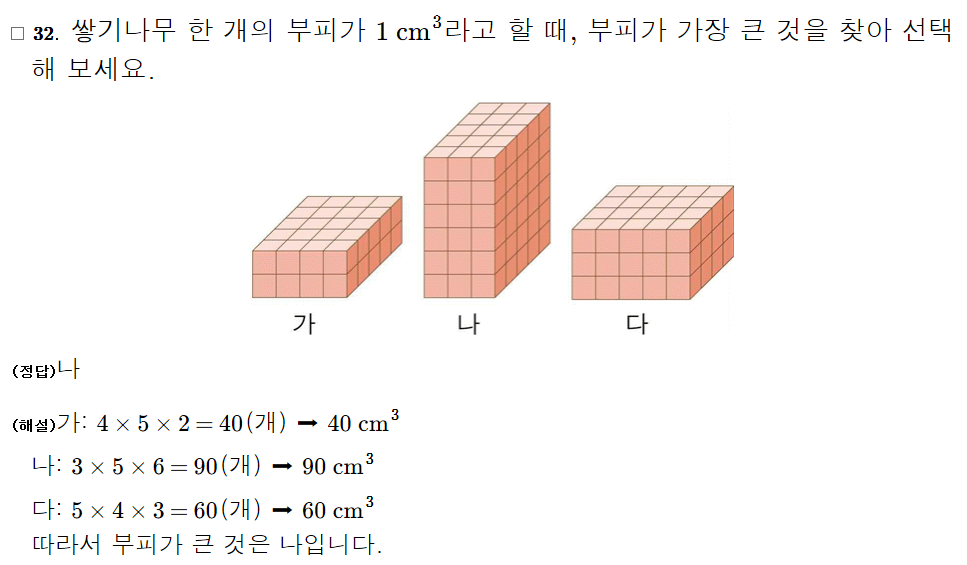 □ 32. 쌓기나무 한 개의 부피가 1 cm³라고 할 때, 부피가 가장 큰 것을 찾아 선택
해 보세요.
가 나 다
(정답)나
(해설)가: 4 × 5 × 2 = 40(개) ➡ 40 cm³
나: 3 × 5 × 6 = 90(개) ➡ 90 cm³
다: 5 × 4 × 3 = 60(개) ➡ 60 cm³
따라서 부피가 큰 것은 나입니다.